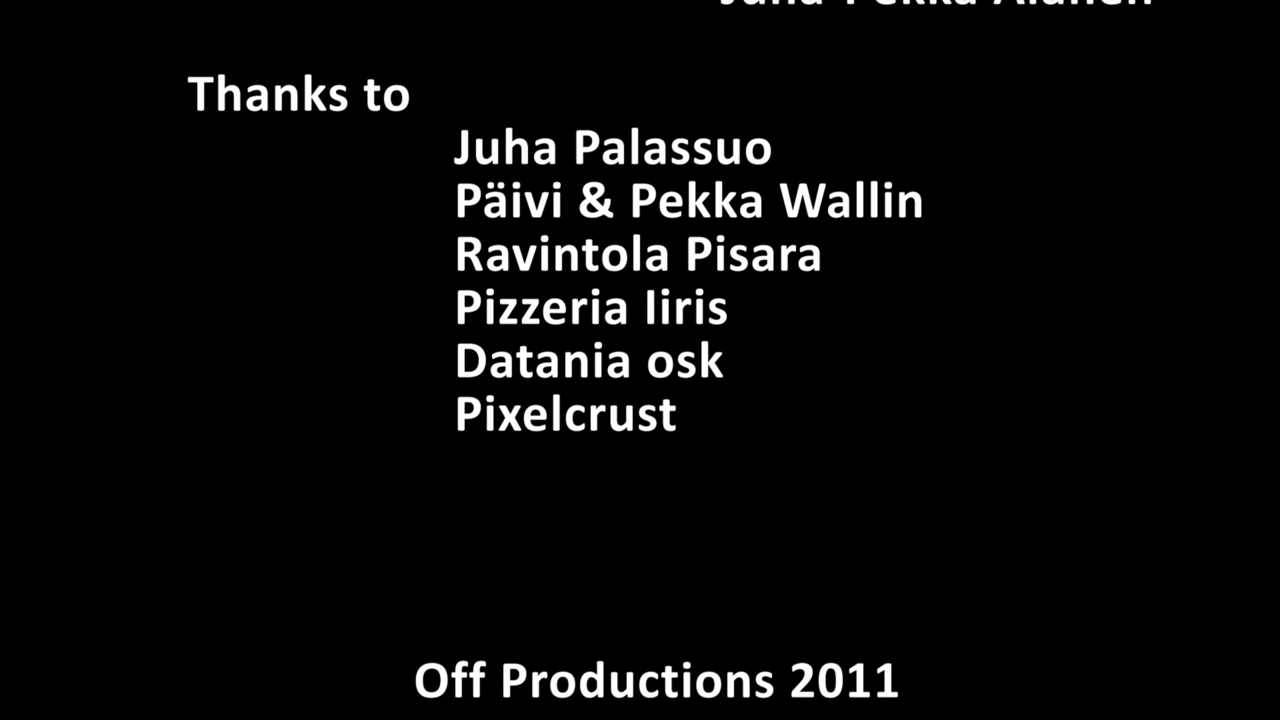 Thanks to
Juha Palassuo
Päivi & Pekka Wallin
Ravintola Pisara
Pizzeria Iiris
Datania osk
Pixelcrust
Off Productions 2011